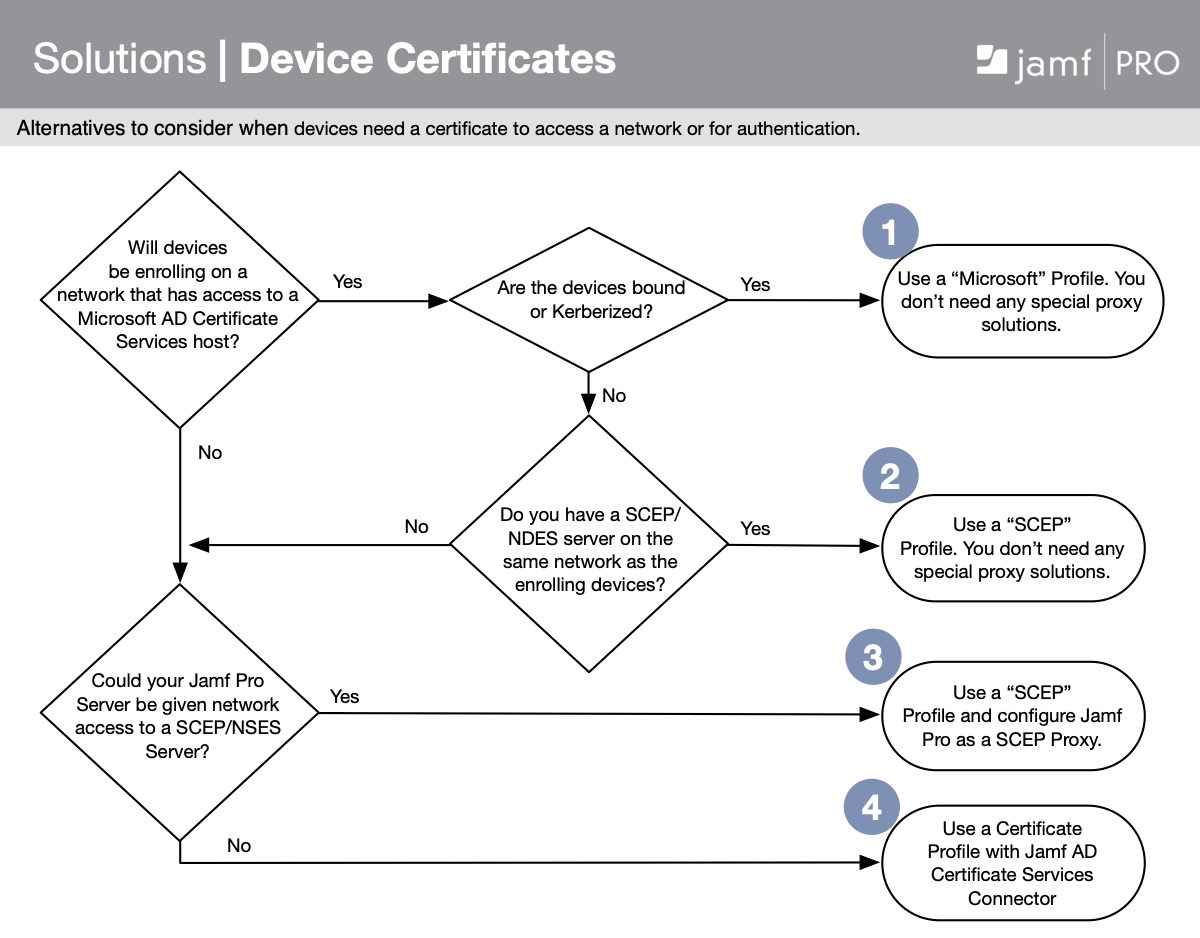 Solutions | Device Certificates
jamf | PRO
Alternatives to consider when devices need a certificate to access a network or for authentication.
Will devices
be enrolling on a
network that has access to a
Microsoft AD Certificate
Services host?
Yes
Are the devices bound
or Kerberized?
Yes
1
Use a “Microsoft” Profile. You
don’t need any special proxy
solutions.
No
No
Do you have a SCEP/
NDES server on the
same network as the
enrolling devices?
No
Yes
2
Use a “SCEP”
Profile. You don’t need any
special proxy solutions.
Could your Jamf Pro
Server be given network
access to a SCEP/NSES
Server?
Yes
3
Use a “SCEP”
Profile and configure Jamf
Pro as a SCEP Proxy.
No
4
Use a Certificate
Profile with Jamf AD
Certificate Services
Connector